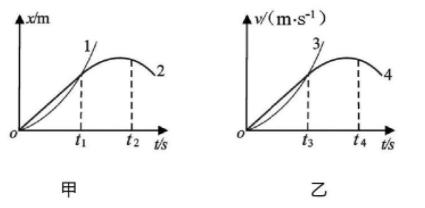 x/m
1
2
o
t₁
t₂
t/s
甲
v/(m·s⁻¹)
3
4
o
t₃
t₄
t/s
乙